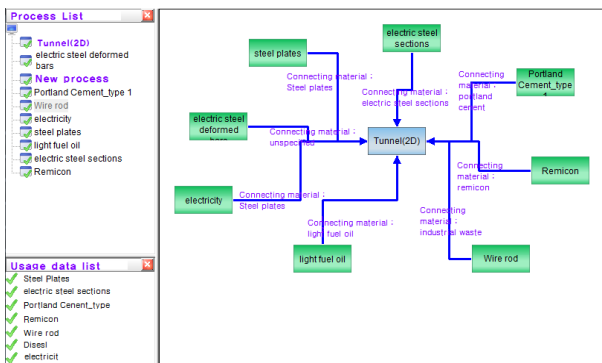 Process List
Tunnel(2D)
electric steel deformed
bars
New process
Portland Cement_type 1
Wire rod
electricity
steel plates
light fuel oil
electric steel sections
Remicon
Usage data list
Steel Plates
electric steel sections
Portland Cenent_type
Remicon
Wire rod
Disesl
electricit
electric steel
sections
steel plates
Connecting material ;
Steel plates
Connecting material ;
electric steel sections
Connecting
material ;
portland
cement
Portland
Cement_type
1
electric steel
deformed
bars
Connecting material ;
unspecified
Tunnel(2D)
Connecting
material ;
remicon
Remicon
electricity
Connecting material ;
Steel plates
Connecting material ;
light fuel oil
Connecting
material ;
industrial waste
light fuel oil
Wire rod